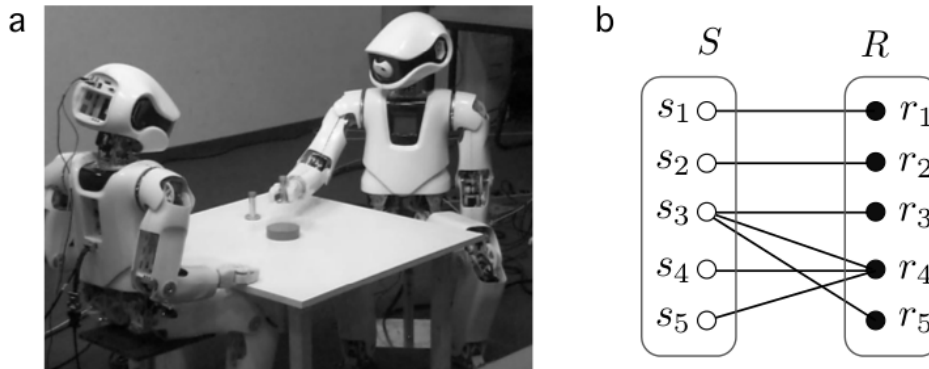 a
b
S R
s₁ r₁
s₂ r₂
s₃ r₃
s₄ r₄
s₅ r₅